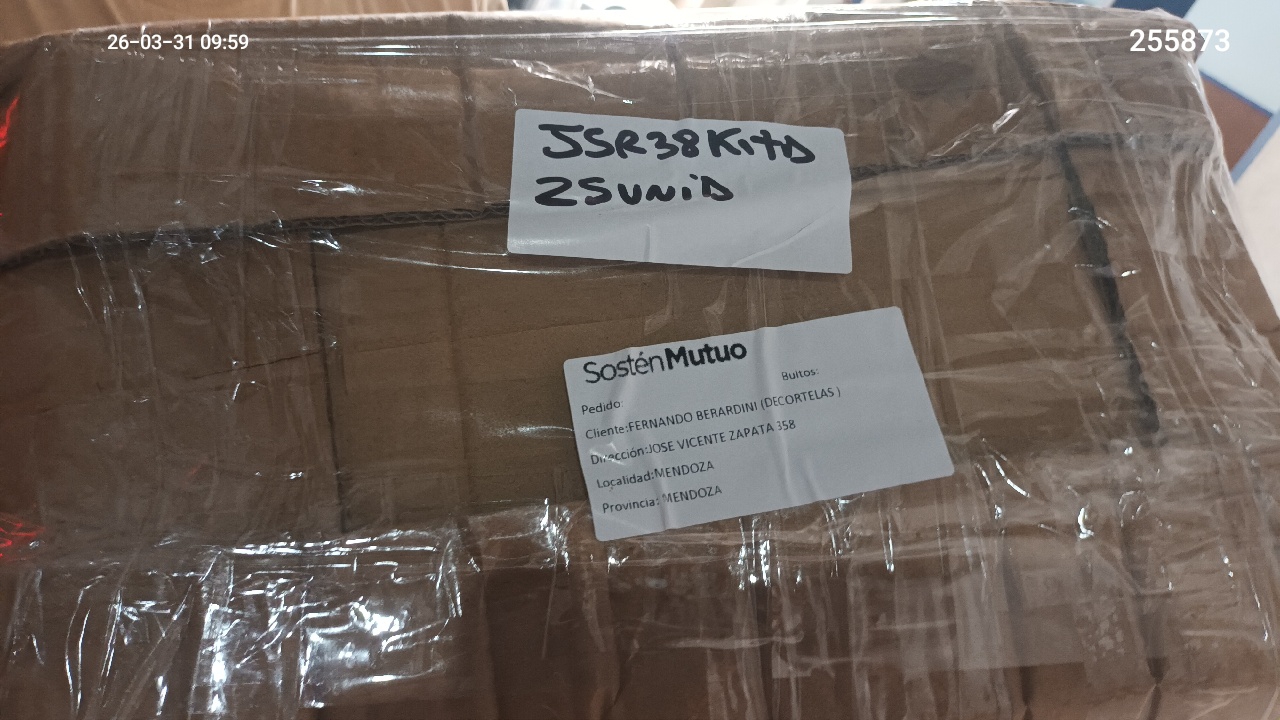 26-03-31 09:59
255873
JSR38Kits
25unid
SosténMutuo
Bultos:
Pedido:
Cliente:FERNANDO BERARDINI (DECORTELAS )
Dirección:JOSE VICENTE ZAPATA 358
Localidad:MENDOZA
Provincia: MENDOZA